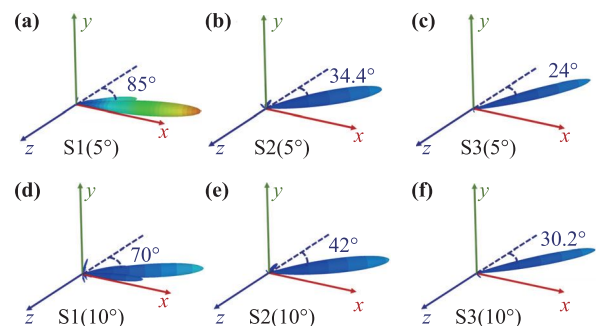 (a)
y
85°
x
z
S1(5°)
(b)
y
34.4°
x
z
S2(5°)
(c)
y
24°
x
z
S3(5°)
(d)
y
70°
x
z
S1(10°)
(e)
y
42°
x
z
S2(10°)
(f)
y
30.2°
x
z
S3(10°)